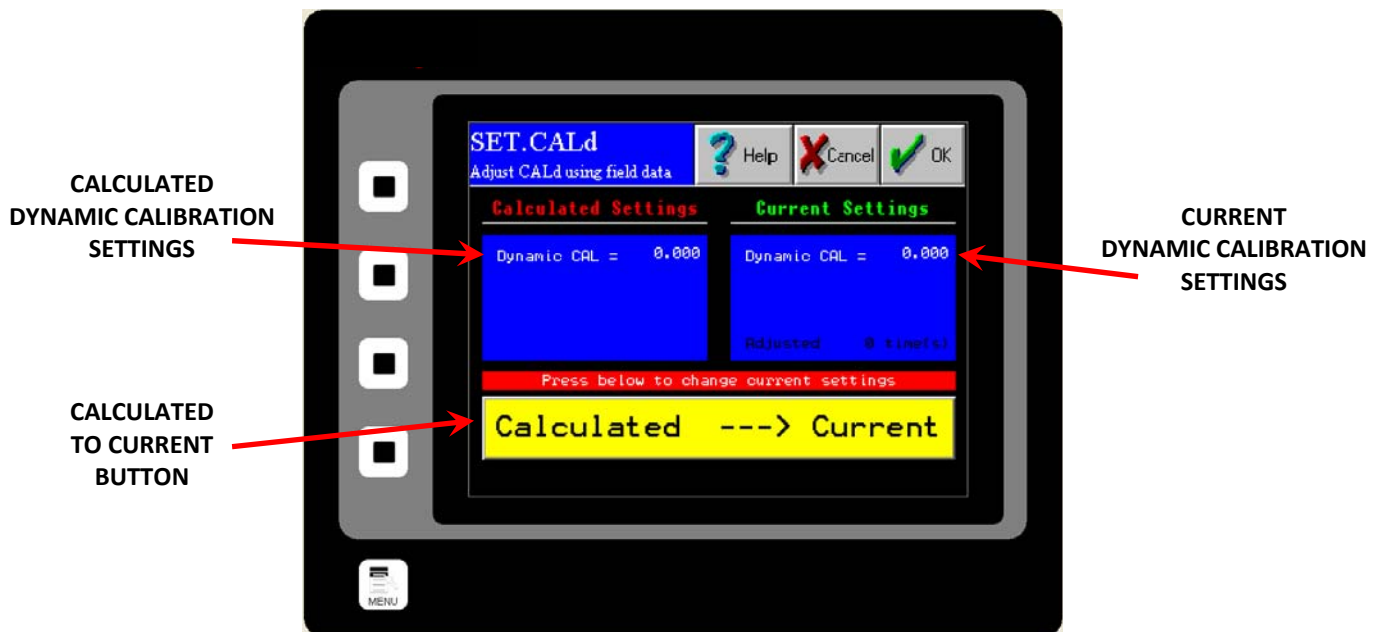 SET.CALd
Adjust CALd using field data
Help
Cancel
OK
CALCULATED
DYNAMIC CALIBRATION
SETTINGS
Calculated Settings
Current Settings
Dynamic CAL = 0.000
Dynamic CAL = 0.000
Adjusted 0 time(s)
CURRENT
DYNAMIC CALIBRATION
SETTINGS
Press below to change current settings
Calculated ---> Current
CALCULATED
TO CURRENT
BUTTON
MENU